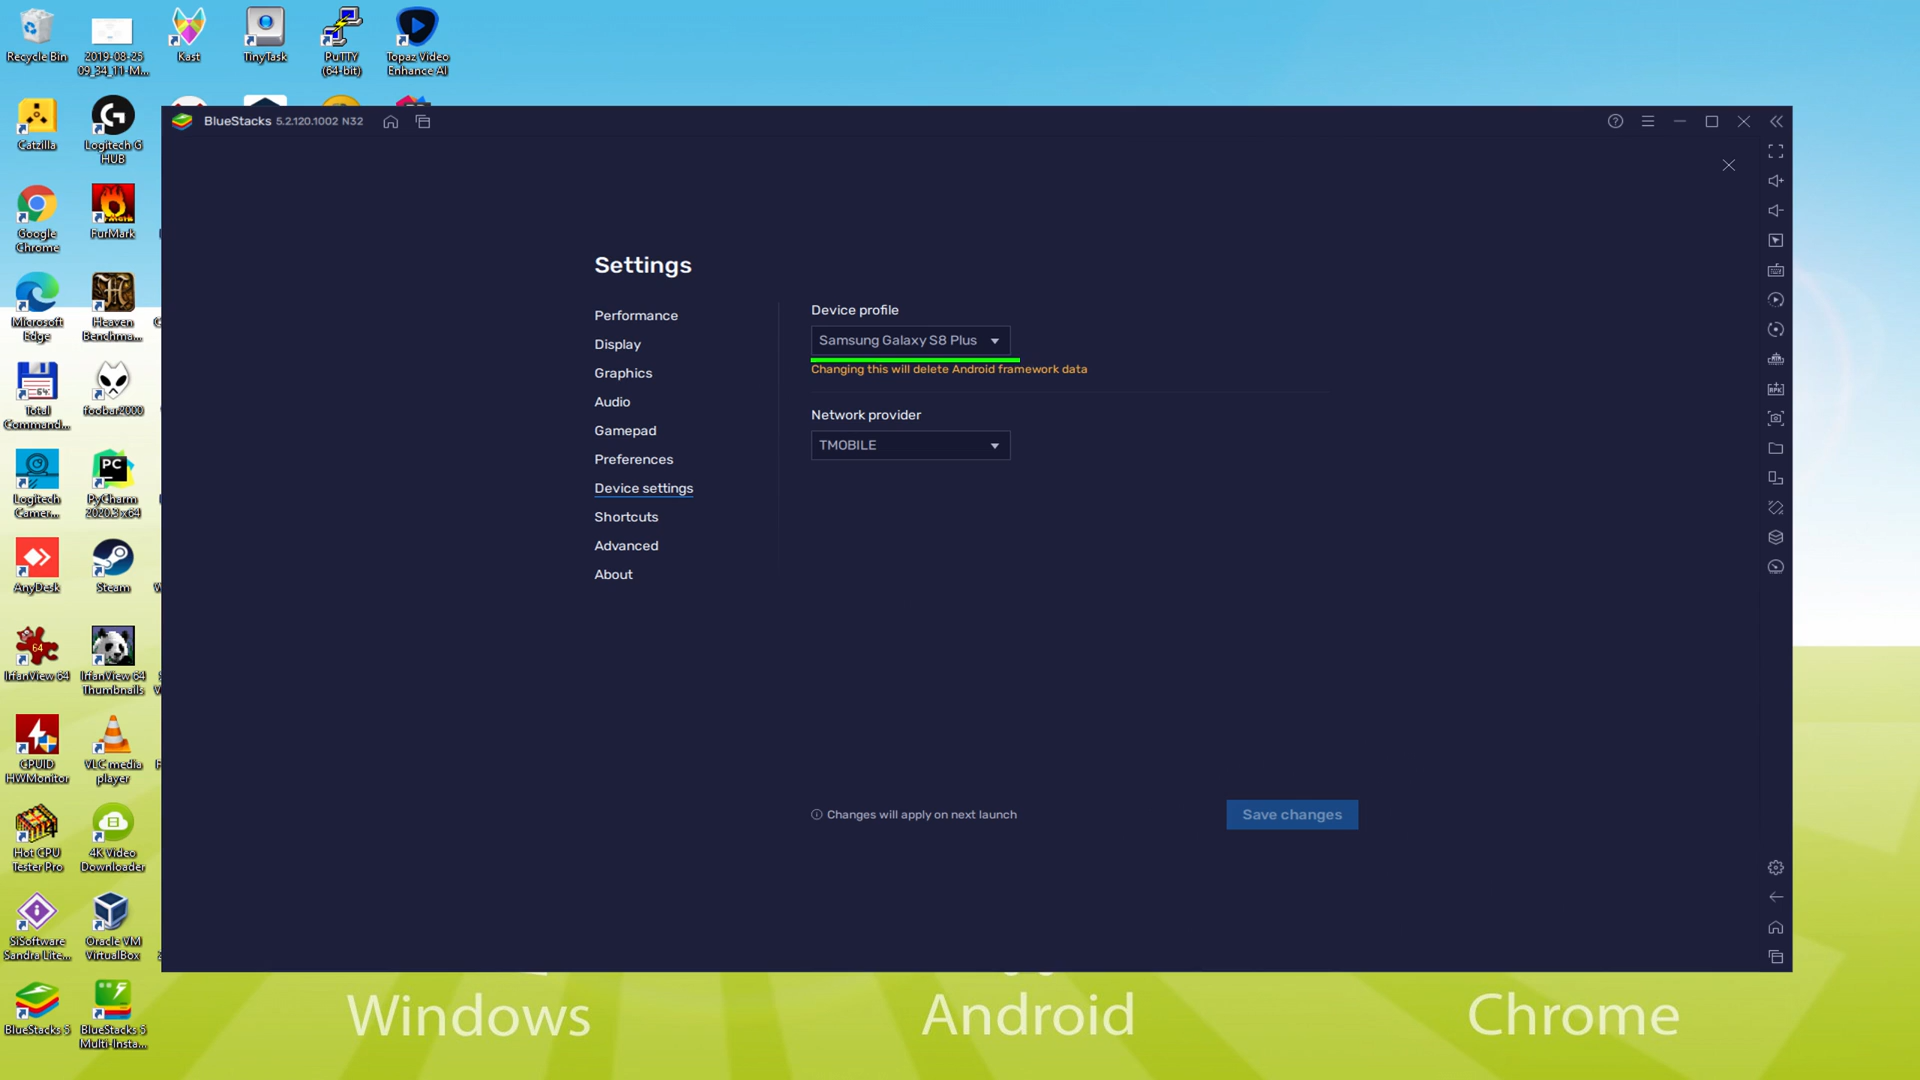 Recycle Bin
2019-08-25
09_34_11-M...
Kast
TinyTask
PuTTY
(64-bit)
Topaz Video
Enhance AI
Catzilla
Logitech G
HUB
Google
Chrome
FurMark
Microsoft
Edge
Heaven
Benchma...
Total
Command...
foobar2000
Logitech
Camer...
PyCharm
2020.3 x64
AnyDesk
Steam
IrfanView 64
IrfanView 64
Thumbnails
CPUID
HWMonitor
VLC media
player
Hot CPU
Tester Pro
4K Video
Downloader
SiSoftware
Sandra Lite...
Oracle VM
VirtualBox
BlueStacks 5
BlueStacks 5
Multi-Insta...
BlueStacks 5.2.120.1002 N32
Settings
Performance
Display
Graphics
Audio
Gamepad
Preferences
Device settings
Shortcuts
Advanced
About
Device profile
Samsung Galaxy S8 Plus
Changing this will delete Android framework data
Network provider
TMOBILE
Changes will apply on next launch
Save changes
Windows
Android
Chrome